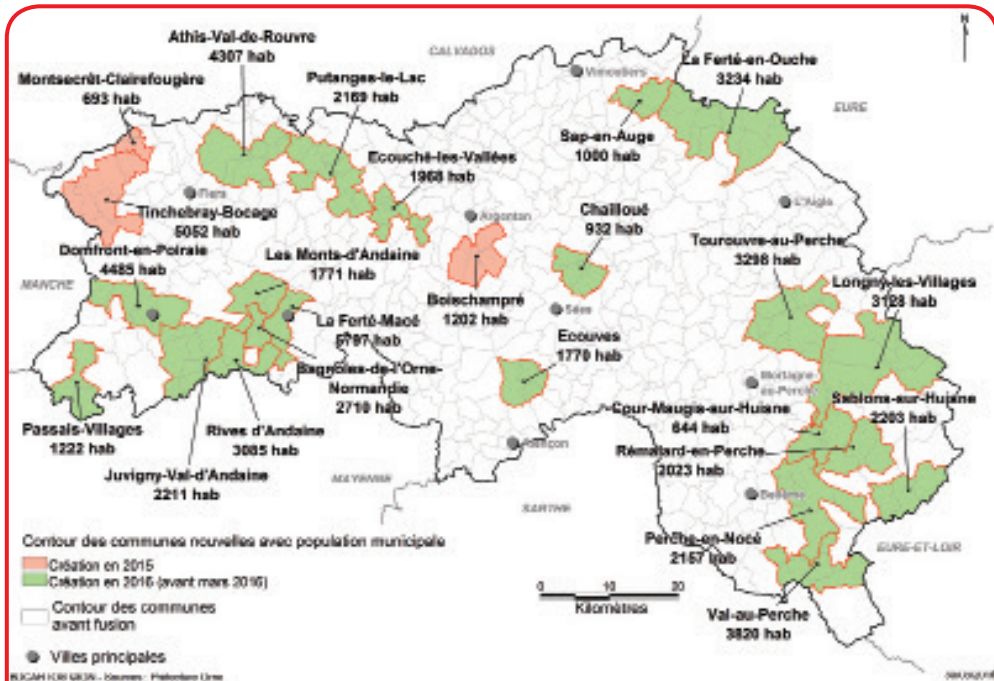 CALVADOS
N
Athis-Val-de-Rouvre
4307 hab
La Ferté-en-Ouche
3234 hab
Montsecrêt-Clairefougère
693 hab
Putanges-le-Lac
2169 hab
Vimoutiers
EURE
Sap-en-Auge
1000 hab
Ecouché-les-Vallées
1968 hab
Flers
Argentan
L'Aigle
Tinchebray-Bocage
5052 hab
Chailloué
932 hab
Domfront-en-Poiraie
4485 hab
Les Monts-d'Andaine
1771 hab
Tourouvre-au-Perche
3298 hab
MANCHE
Longny-les-Villages
3128 hab
Boischampré
1202 hab
La Ferté-Macé
Sées
Ecouves
1770 hab
Bagnoles-de-l'Orne-
Normandie
2710 hab
Mortagne
-au-Perche
Sablons-sur-Huisne
2203 hab
Cour-Maugis-sur-Huisne
644 hab
Passais-Villages
1222 hab
Rives d'Andaine
3085 hab
Alençon
Rémalard-en-Perche
2023 hab
Juvigny-Val-d'Andaine
2211 hab
MAYENNE
SARTHE
Bellême
Perche-en-Nocé
2157 hab
EURE-ET-LOIR
Val-au-Perche
3820 hab
Contour des communes nouvelles avec population municipale
Création en 2015
Création en 2016 (avant mars 2016)
Contour des communes
avant fusion
Villes principales
0 10 20
Kilomètres